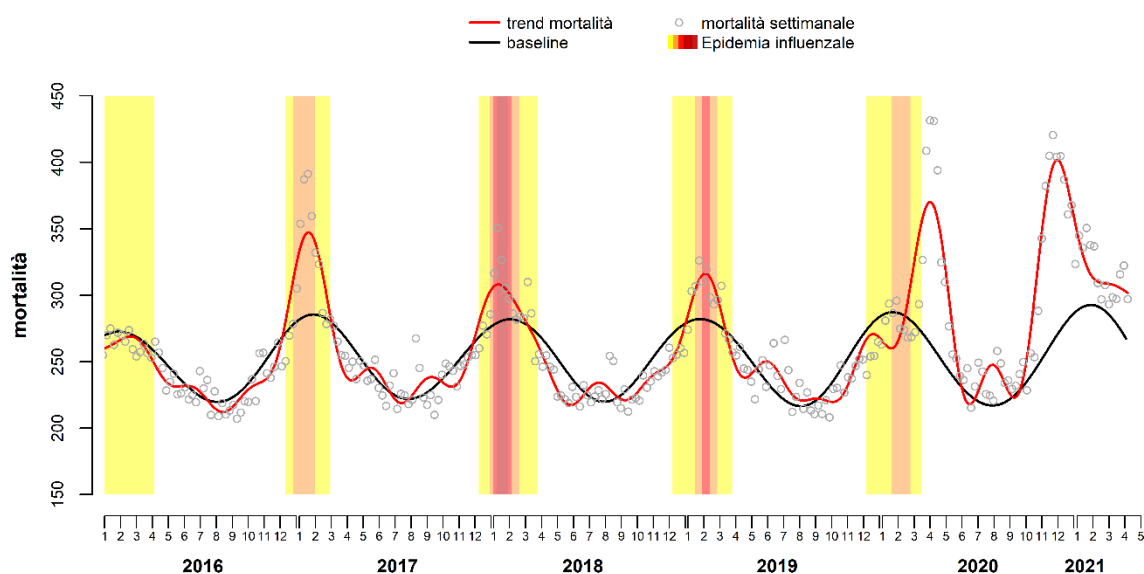 trend mortalità
mortalità settimanale
baseline
Epidemia influenzale
mortalità
450
400
350
300
250
200
150
1 2 3 4 5 6 7 8 9 10 12 1 2 3 4 5 6 7 8 9 10 12 1 2 3 4 5 6 7 8 9 10 12 1 2 3 4 5 6 7 8 9 10 12 1 2 3 4 5 6 7 8 9 10 11 12 1 2 3 4 5
2016 2017 2018 2019 2020 2021